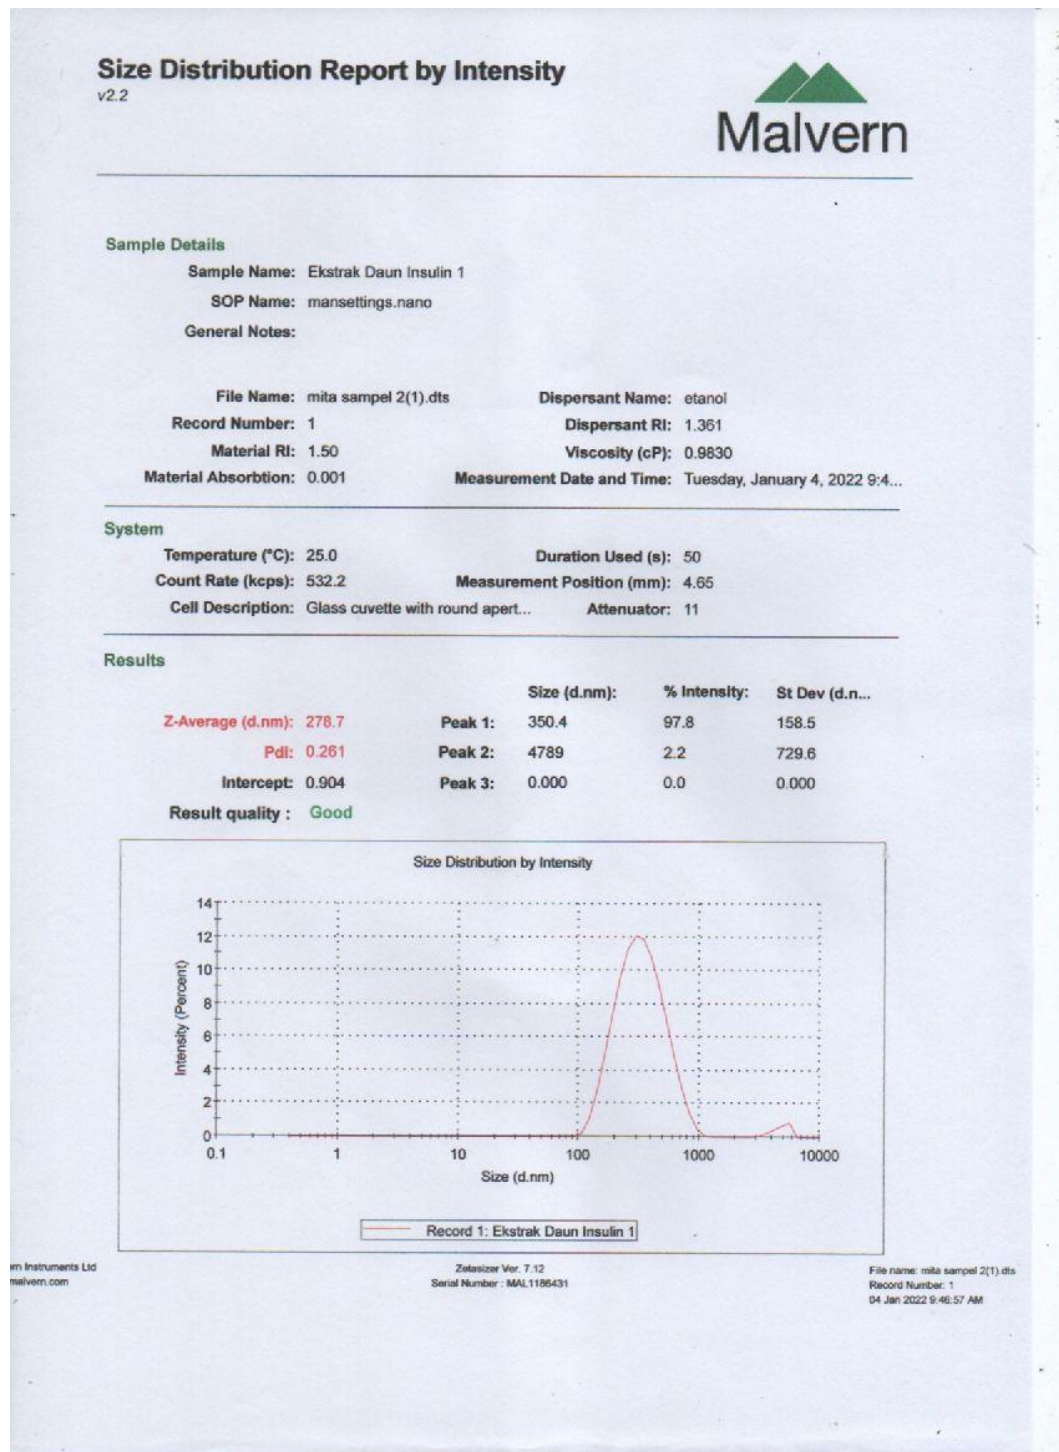 Size Distribution Report by Intensity
v2.2
Malvern
Sample Details
Sample Name: Ekstrak Daun Insulin 1
SOP Name: mansettings.nano
General Notes:
File Name: mita sampel 2(1).dts Dispersant Name: etanol
Record Number: 1 Dispersant RI: 1.361
Material RI: 1.50 Viscosity (cP): 0.9830
Material Absorbtion: 0.001 Measurement Date and Time: Tuesday, January 4, 2022 9:4...
System
Temperature (°C): 25.0 Duration Used (s): 50
Count Rate (kcps): 532.2 Measurement Position (mm): 4.65
Cell Description: Glass cuvette with round apert... Attenuator: 11
Results
Size (d.nm): % Intensity: St Dev (d.n...
Z-Average (d.nm): 278.7 Peak 1: 350.4 97.8 158.5
PdI: 0.261 Peak 2: 4789 2.2 729.6
Intercept: 0.904 Peak 3: 0.000 0.0 0.000
Result quality : Good
Size Distribution by Intensity
Intensity (Percent)
14
12
10
8
6
4
2
0
0.1 1 10 100 1000 10000
Size (d.nm)
Record 1: Ekstrak Daun Insulin 1
rn Instruments Ltd
malvern.com
Zetasizer Ver. 7.12
Serial Number : MAL1186431
File name: mita sampel 2(1).dts
Record Number: 1
04 Jan 2022 9:46:57 AM